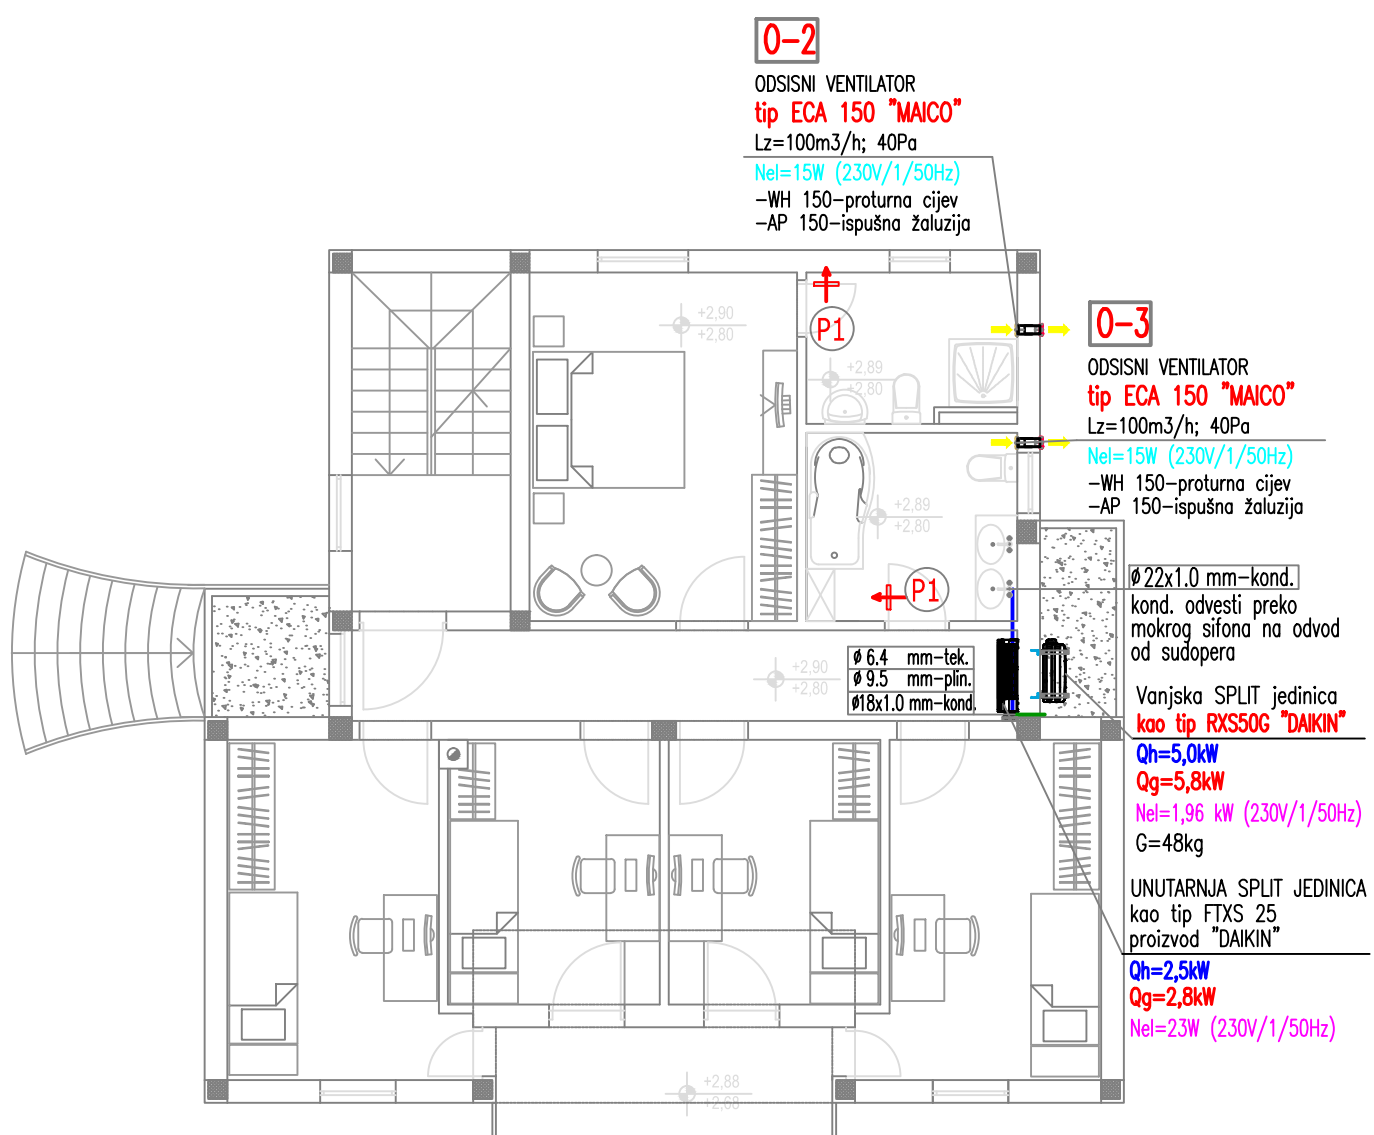 O-2
ODSISNI VENTILATOR
tip ECA 150 "MAICO"
Lz=100m3/h; 40Pa
Nel=15W (230V/1/50Hz)
-WH 150-proturna cijev
-AP 150-ispušna žaluzija
O-3
ODSISNI VENTILATOR
tip ECA 150 "MAICO"
Lz=100m3/h; 40Pa
Nel=15W (230V/1/50Hz)
-WH 150-proturna cijev
-AP 150-ispušna žaluzija
+2,90
+2,80
P1
+2,89
+2,80
+2,89
+2,80
P1
ø22x1.0 mm-kond.
kond. odvesti preko
mokrog sifona na odvod
od sudopera
+2,90
+2,80
ø 6.4 mm-tek.
ø 9.5 mm-plin.
ø18x1.0 mm-kond.
Vanjska SPLIT jedinica
kao tip RXS50G "DAIKIN"
Qh=5,0kW
Qg=5,8kW
Nel=1,96 kW (230V/1/50Hz)
G=48kg
UNUTARNJA SPLIT JEDINICA
kao tip FTXS 25
proizvod "DAIKIN"
Qh=2,5kW
Qg=2,8kW
Nel=23W (230V/1/50Hz)
+2,88
+2,68